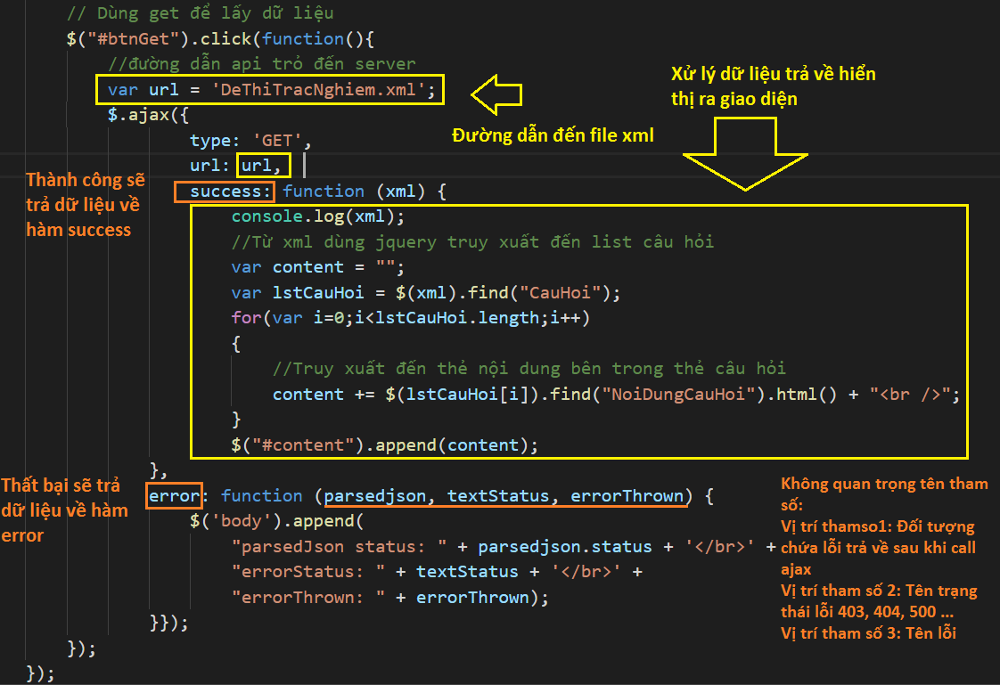 // Dùng get để lấy dữ liệu
$("#btnGet").click(function(){
//đường dẫn api trỏ đến server
var url = 'DeThiTracNghiem.xml';
$.ajax({
type: 'GET',
url: url,
success: function (xml) {
console.log(xml);
//Từ xml dùng jquery truy xuất đến list câu hỏi
var content = "";
var lstCauHoi = $(xml).find("CauHoi");
for(var i=0;i<lstCauHoi.length;i++)
{
//Truy xuất đến thẻ nội dung bên trong thẻ câu hỏi
content += $(lstCauHoi[i]).find("NoiDungCauHoi").html() + "<br />";
}
$("#content").append(content);
},
error: function (parsedjson, textStatus, errorThrown) {
$('body').append(
"parsedJson status: " + parsedjson.status + '</br>' +
"errorStatus: " + textStatus + '</br>' +
"errorThrown: " + errorThrown);
}});
});
});
Đường dẫn đến file xml
Xử lý dữ liệu trả về hiển
thị ra giao diện
Thành công sẽ
trả dữ liệu về
hàm success
Thất bại sẽ trả
dữ liệu về hàm
error
Không quan trọng tên tham
số:
Vị trí thamso1: Đối tượng
chứa lỗi trả về sau khi call
ajax
Vị trí tham số 2: Tên trạng
thái lỗi 403, 404, 500 ...
Vị trí tham số 3: Tên lỗi